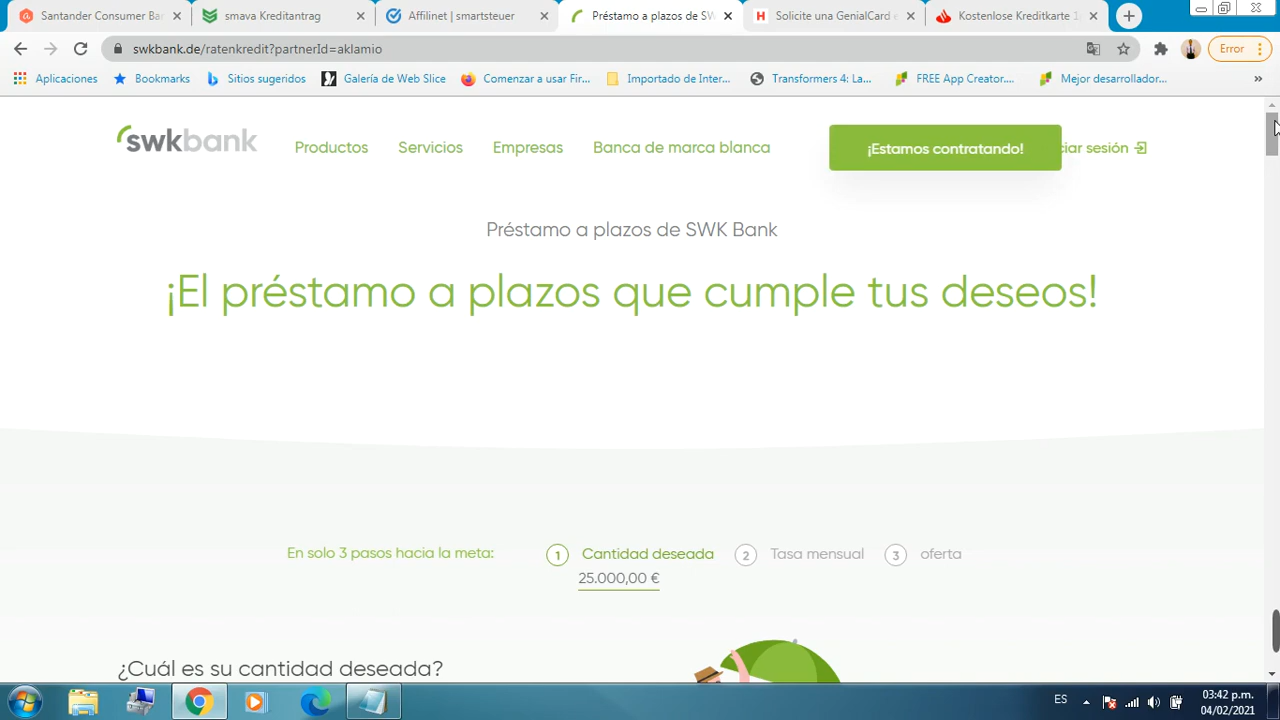 Santander Consumer Ba
smava Kreditantrag
Affilinet | smartsteuer
Préstamo a plazos de SW
Solicite una GenialCard
Kostenlose Kreditkarte 1
swkbank.de/ratenkredit?partnerId=aklamio
Error
Aplicaciones
Bookmarks
Sitios sugeridos
Galería de Web Slice
Comenzar a usar Fir...
Importado de Inter...
Transformers 4: La...
FREE App Creator....
Mejor desarrollador...
»
swkbank
Productos
Servicios
Empresas
Banca de marca blanca
¡Estamos contratando!
ciar sesión
Préstamo a plazos de SWK Bank
¡El préstamo a plazos que cumple tus deseos!
En solo 3 pasos hacia la meta:
1 Cantidad deseada
2 Tasa mensual
3 oferta
25.000,00 €
¿Cuál es su cantidad deseada?
ES
03:42 p.m.
04/02/2021